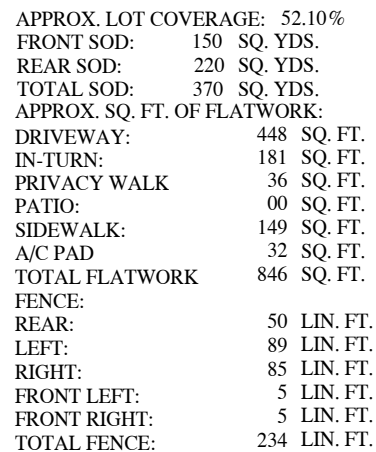 APPROX. LOT COVERAGE: 52.10%
FRONT SOD: 150 SQ. YDS.
REAR SOD: 220 SQ. YDS.
TOTAL SOD: 370 SQ. YDS.
APPROX. SQ. FT. OF FLATWORK:
DRIVEWAY: 448 SQ. FT.
IN-TURN: 181 SQ. FT.
PRIVACY WALK 36 SQ. FT.
PATIO: 00 SQ. FT.
SIDEWALK: 149 SQ. FT.
A/C PAD 32 SQ. FT.
TOTAL FLATWORK 846 SQ. FT.
FENCE:
REAR: 50 LIN. FT.
LEFT: 89 LIN. FT.
RIGHT: 85 LIN. FT.
FRONT LEFT: 5 LIN. FT.
FRONT RIGHT: 5 LIN. FT.
TOTAL FENCE: 234 LIN. FT.